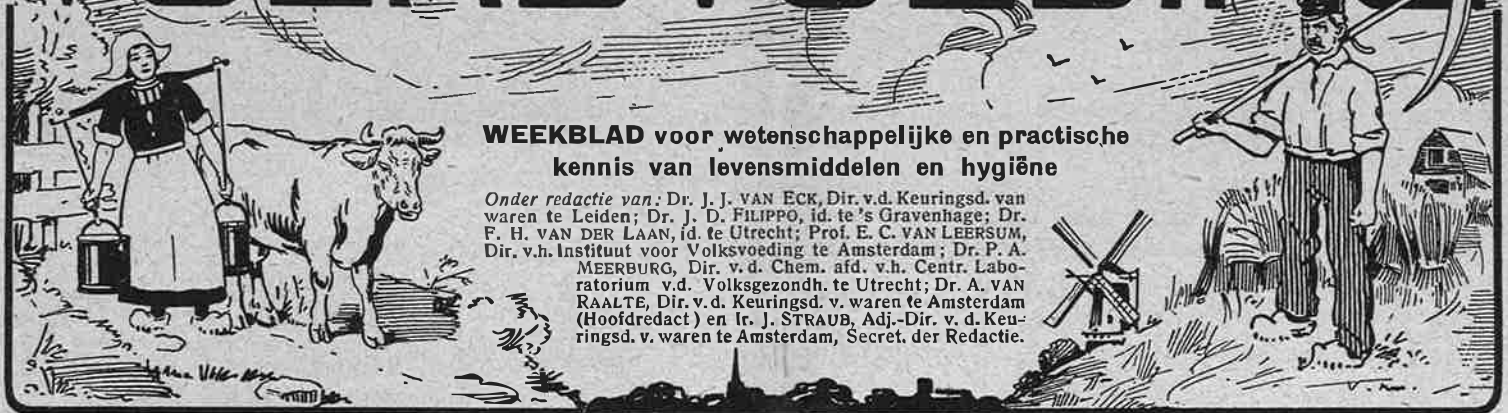 WEEKBLAD voor wetenschappelijke en practische
kennis van levensmiddelen en hygiëne
Onder redactie van: Dr. J. J. VAN ECK, Dir. v.d. Keuringsd. van
waren te Leiden; Dr. J. D. FILIPPO, id. te 's Gravenhage; Dr.
F. H. VAN DER LAAN, id. te Utrecht; Prof. E. C. VAN LEERSUM,
Dir. v.h. Instituut voor Volksvoeding te Amsterdam; Dr. P. A.
MEERBURG, Dir. v. d. Chem. afd. v.h. Centr. Labo-
ratorium v.d. Volksgezondh. te Utrecht; Dr. A. VAN
RAALTE, Dir. v.d. Keuringsd. v. waren te Amsterdam
(Hoofdredact) en Ir. J. STRAUB, Adj.-Dir. v. d. Keu-
ringsd. v. waren te Amsterdam, Secret. der Redactie.